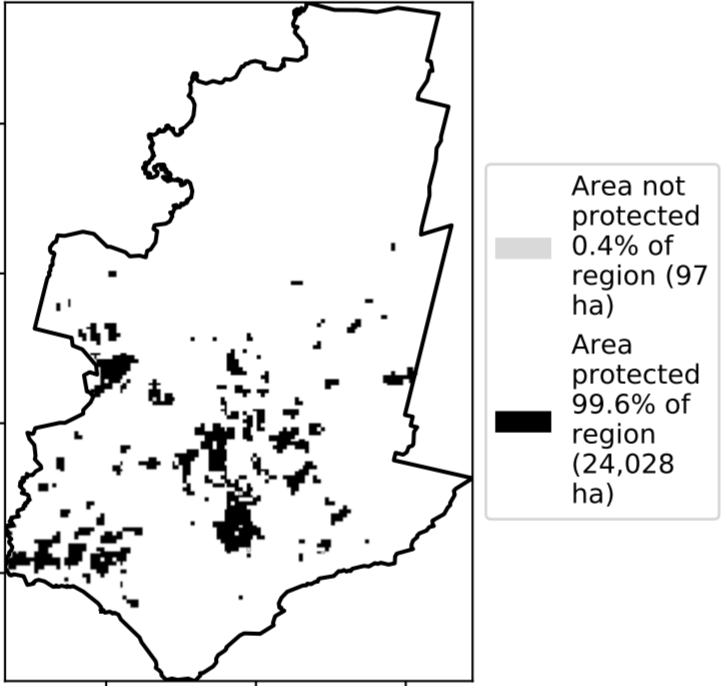 Area not
protected
0.4% of
region (97
ha)
Area
protected
99.6% of
region
(24,028
ha)